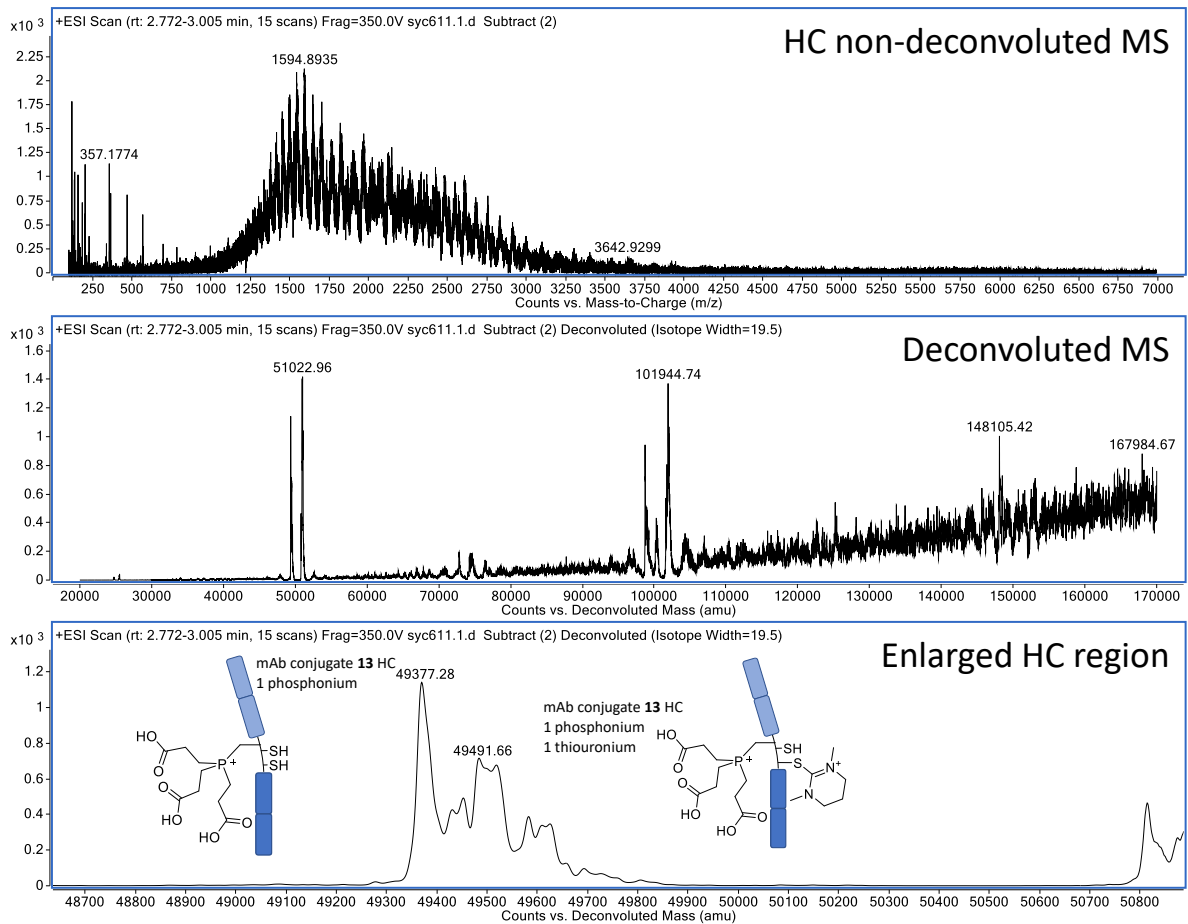 x10 3
+ESI Scan (rt: 2.772-3.005 min, 15 scans) Frag=350.0V syc611.1.d Subtract (2)
HC non-deconvoluted MS
2.25
2
1.75
1.5
1.25
1
0.75
0.5
0.25
0
1594.8935
357.1774
3642.9299
250 500 750 1000 1250 1500 1750 2000 2250 2500 2750 3000 3250 3500 3750 4000 4250 4500 4750 5000 5250 5500 5750 6000 6250 6500 6750 7000
Counts vs. Mass-to-Charge (m/z)
x10 3
+ESI Scan (rt: 2.772-3.005 min, 15 scans) Frag=350.0V syc611.1.d Subtract (2) Deconvoluted (Isotope Width=19.5)
Deconvoluted MS
1.6
1.4
1.2
1
0.8
0.6
0.4
0.2
0
51022.96
101944.74
148105.42
167984.67
20000 30000 40000 50000 60000 70000 80000 90000 100000 110000 120000 130000 140000 150000 160000 170000
Counts vs. Deconvoluted Mass (amu)
x10 3
+ESI Scan (rt: 2.772-3.005 min, 15 scans) Frag=350.0V syc611.1.d Subtract (2) Deconvoluted (Isotope Width=19.5)
Enlarged HC region
1.2
1
0.8
0.6
0.4
0.2
0
mAb conjugate 13 HC
1 phosphonium
49377.28
49491.66
HO
O
P+
SH
SH
O
HO
O
HO
mAb conjugate 13 HC
1 phosphonium
1 thiouronium
HO
O
P+
SH
S
N+
N
O
HO
O
HO
48700 48800 48900 49000 49100 49200 49300 49400 49500 49600 49700 49800 49900 50000 50100 50200 50300 50400 50500 50600 50700 50800
Counts vs. Deconvoluted Mass (amu)